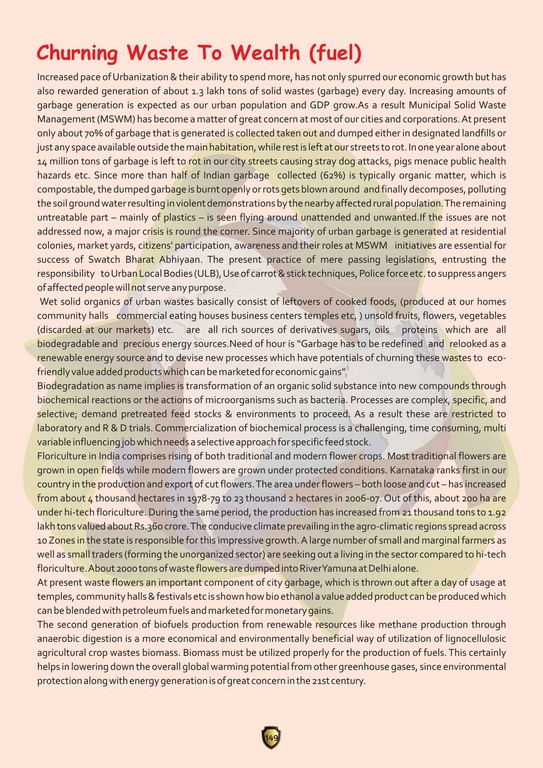 Churning Waste To Wealth (fuel)
Increased pace of Urbanization & their ability to spend more, has not only spurred our economic growth but has
also rewarded generation of about 1.3 lakh tons of solid wastes (garbage) every day. Increasing amounts of
garbage generation is expected as our urban population and GDP grow.As a result Municipal Solid Waste
Management (MSWM) has become a matter of great concern at most of our cities and corporations. At present
only about 70% of garbage that is generated is collected taken out and dumped either in designated landfills or
just any space available outside the main habitation, while rest is left at our streets to rot. In one year alone about
14 million tons of garbage is left to rot in our city streets causing stray dog attacks, pigs menace public health
hazards etc. Since more than half of Indian garbage collected (62%) is typically organic matter, which is
compostable, the dumped garbage is burnt openly or rots gets blown around and finally decomposes, polluting
the soil ground water resulting in violent demonstrations by the nearby affected rural population.The remaining
untreatable part – mainly of plastics – is seen flying around unattended and unwanted.If the issues are not
addressed now, a major crisis is round the corner. Since majority of urban garbage is generated at residential
colonies, market yards, citizens' participation, awareness and their roles at MSWM initiatives are essential for
success of Swatch Bharat Abhiyaan. The present practice of mere passing legislations, entrusting the
responsibility to Urban Local Bodies (ULB), Use of carrot & stick techniques, Police force etc. to suppress angers
of affected people will not serve any purpose.
Wet solid organics of urban wastes basically consist of leftovers of cooked foods, (produced at our homes
community halls commercial eating houses business centers temples etc, ) unsold fruits, flowers, vegetables
(discarded at our markets) etc. are all rich sources of derivatives sugars, oils proteins which are all
biodegradable and precious energy sources.Need of hour is "Garbage has to be redefined and relooked as a
renewable energy source and to devise new processes which have potentials of churning these wastes to eco-
friendly value added products which can be marketed for economic gains"
Biodegradation as name implies is transformation of an organic solid substance into new compounds through
biochemical reactions or the actions of microorganisms such as bacteria. Processes are complex, specific, and
selective; demand pretreated feed stocks & environments to proceed. As a result these are restricted to
laboratory and R & D trials. Commercialization of biochemical process is a challenging, time consuming, multi
variable influencing job which needs a selective approach for specific feed stock.
Floriculture in India comprises rising of both traditional and modern flower crops. Most traditional flowers are
grown in open fields while modern flowers are grown under protected conditions. Karnataka ranks first in our
country in the production and export of cut flowers. The area under flowers – both loose and cut – has increased
from about 4 thousand hectares in 1978-79 to 23 thousand 2 hectares in 2006-07. Out of this, about 200 ha are
under hi-tech floriculture. During the same period, the production has increased from 21 thousand tons to 1.92
lakh tons valued about Rs.360 crore. The conducive climate prevailing in the agro-climatic regions spread across
10 Zones in the state is responsible for this impressive growth. A large number of small and marginal farmers as
well as small traders (forming the unorganized sector) are seeking out a living in the sector compared to hi-tech
floriculture. About 2000 tons of waste flowers are dumped into River Yamuna at Delhi alone.
At present waste flowers an important component of city garbage, which is thrown out after a day of usage at
temples, community halls & festivals etc is shown how bio ethanol a value added product can be produced which
can be blended with petroleum fuels and marketed for monetary gains.
The second generation of biofuels production from renewable resources like methane production through
anaerobic digestion is a more economical and environmentally beneficial way of utilization of lignocellulosic
agricultural crop wastes biomass. Biomass must be utilized properly for the production of fuels. This certainly
helps in lowering down the overall global warming potential from other greenhouse gases, since environmental
protection along with energy generation is of great concern in the 21st century.
149